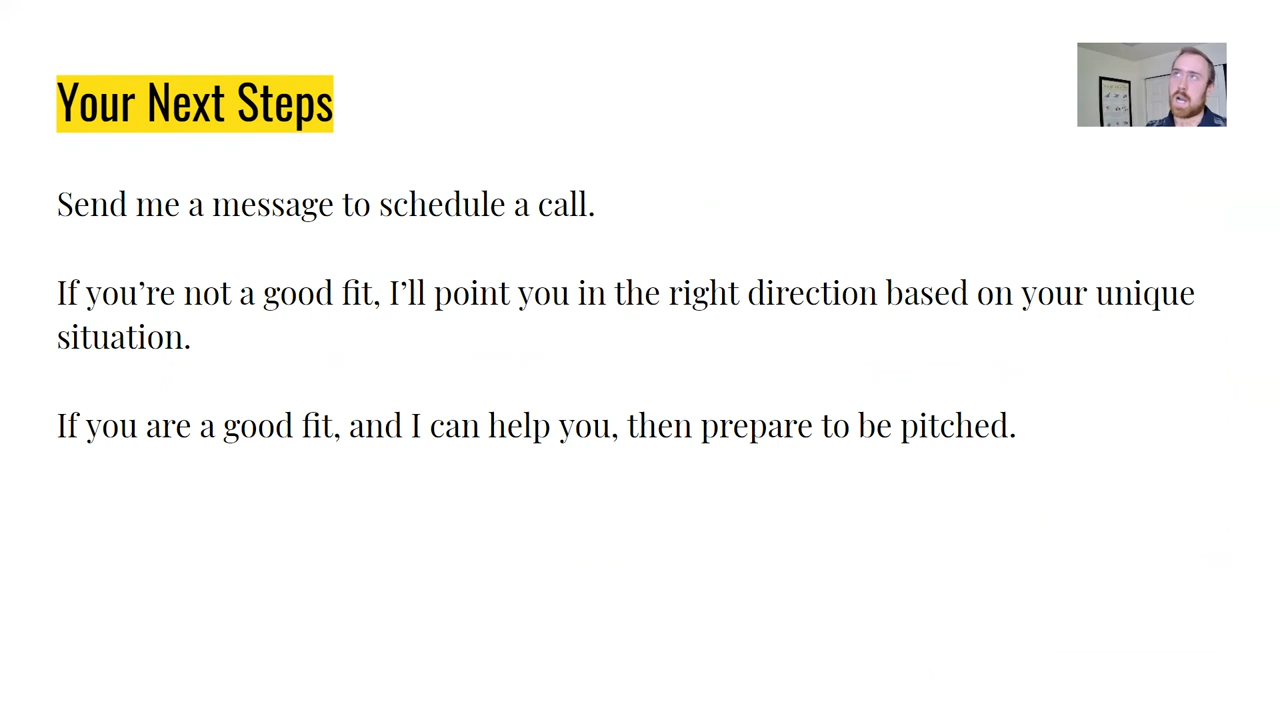 Your Next Steps
Send me a message to schedule a call.
If you’re not a good fit, I’ll point you in the right direction based on your unique
situation.
If you are a good fit, and I can help you, then prepare to be pitched.